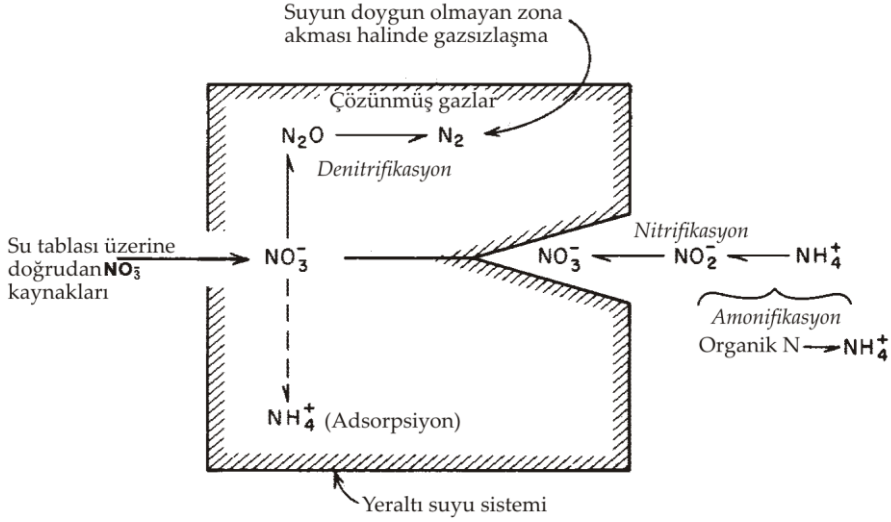 Suyun doygun olmayan zona
akması halinde gazsızlaşma
Çözünmüş gazlar
N₂O N₂
Denitrifikasyon
Su tablası üzerine
doğrudan NO₃⁻
kaynakları
NO₃⁻
NH₄⁺ (Adsorpsiyon)
Nitrifikasyon
NO₃⁻ NO₂⁻ NH₄⁺
Amonifikasyon
Organik N NH₄⁺
Yeraltı suyu sistemi